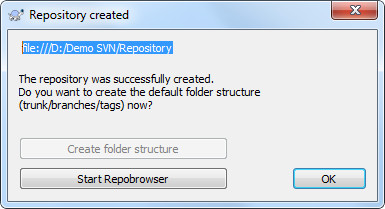 Repository created
file:///D:/Demo SVN/Repository
The repository was successfully created.
Do you want to create the default folder structure
(trunk/branches/tags) now?
Create folder structure
Start Repobrowser
OK